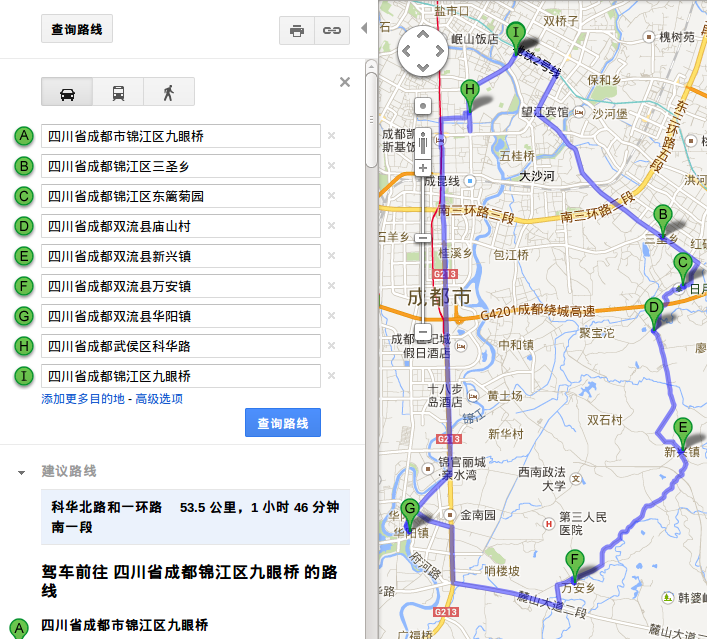 查询路线
A 四川省成都市锦江区九眼桥
B 四川省成都锦江区三圣乡
C 四川省成都锦江区东篱菊园
D 四川省成都双流县庙山村
E 四川省成都双流县新兴镇
F 四川省成都双流县万安镇
G 四川省成都双流县华阳镇
H 四川省成都武侯区科华路
I 四川省成都锦江区九眼桥
添加更多目的地 - 高级选项
查询路线
建议路线
科华北路和一环路 53.5 公里，1 小时 46 分钟
南一段
驾车前往 四川省成都锦江区九眼桥 的路
线
A 四川省成都市锦江区九眼桥
盐市口
双桥子
I
岷山饭店
槐树苑
地铁2号线
保和乡
H
望江宾馆
沙河堡
东三环路五段
成都凯
斯基饭
五桂桥
成昆线
大沙河
洪河
南三环路三段
南三环路二段
B
石羊乡
三圣乡
桂溪乡
包江桥
红砂
C
G213
日月
成都市
D
G4201成都绕城高速
聚宝沱
成都世纪城
假日酒店
中和镇
廖
十八步
岛酒店
黄土场
锦江
双石村
E
G213
新华村
新兴镇
锦官丽城
·亲水湾
西南政法
大学
G
金南园
第三人民
医院
华阳镇
F
府河路
哨楼坡
万安乡
麓山大道二段
韩婆岭
G213
广福桥
麓山大道一段